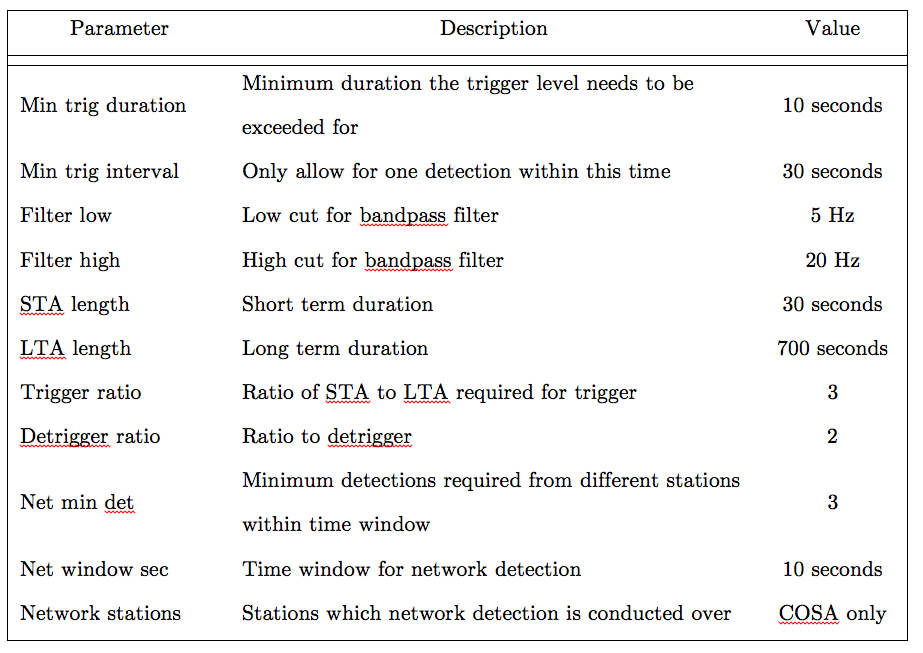 Parameter Description Value
Minimum duration the trigger level needs to be
Min trig duration 10 seconds
exceeded for
Min trig interval Only allow for one detection within this time 30 seconds
Filter low Low cut for bandpass filter 5 Hz
Filter high High cut for bandpass filter 20 Hz
STA length Short term duration 30 seconds
LTA length Long term duration 700 seconds
Trigger ratio Ratio of STA to LTA required for trigger 3
Detrigger ratio Ratio to detrigger 2
Minimum detections required from different stations
Net min det 3
within time window
Net window sec Time window for network detection 10 seconds
Network stations Stations which network detection is conducted over COSA only